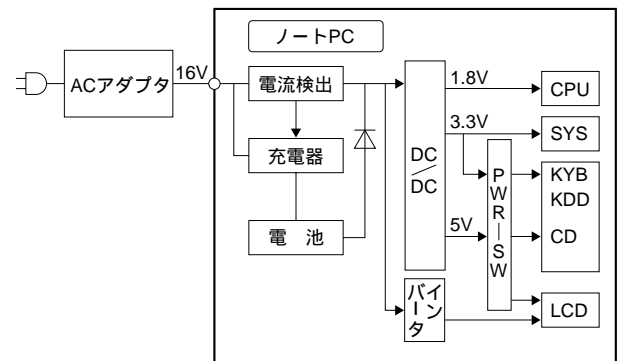 ノートPC
ACアダプタ
16V
電流検出
充電器
電 池
DC/DC
1.8V
3.3V
5V
PWR-SW
インバータ
CPU
SYS
KYB
KDD
CD
LCD